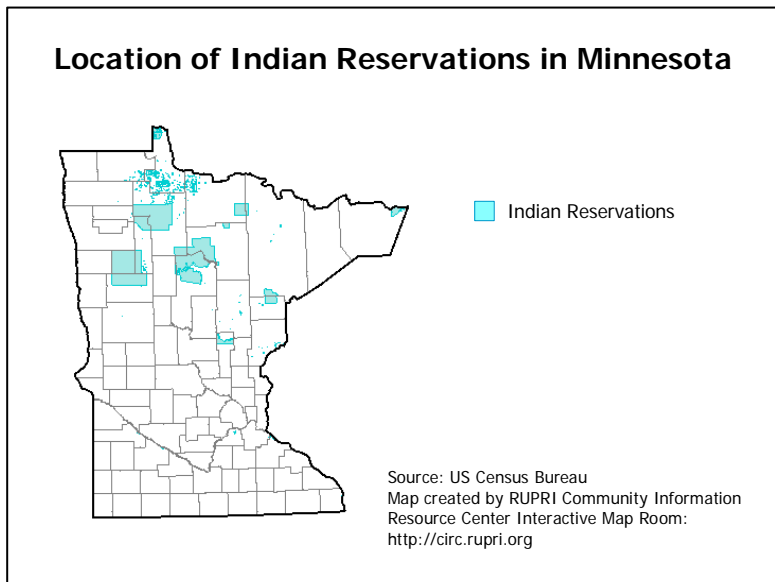 Location of Indian Reservations in Minnesota
Indian Reservations
Source: US Census Bureau
Map created by RUPRI Community Information
Resource Center Interactive Map Room:
http://circ.rupri.org